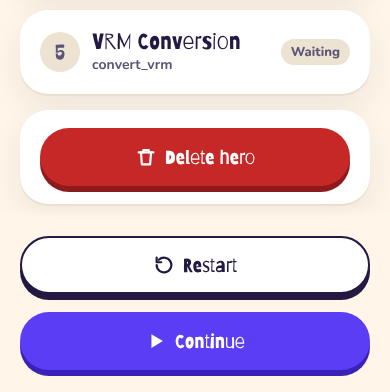 5
VRM Conversion
convert_vrm
Waiting
Delete hero
Restart
Continue